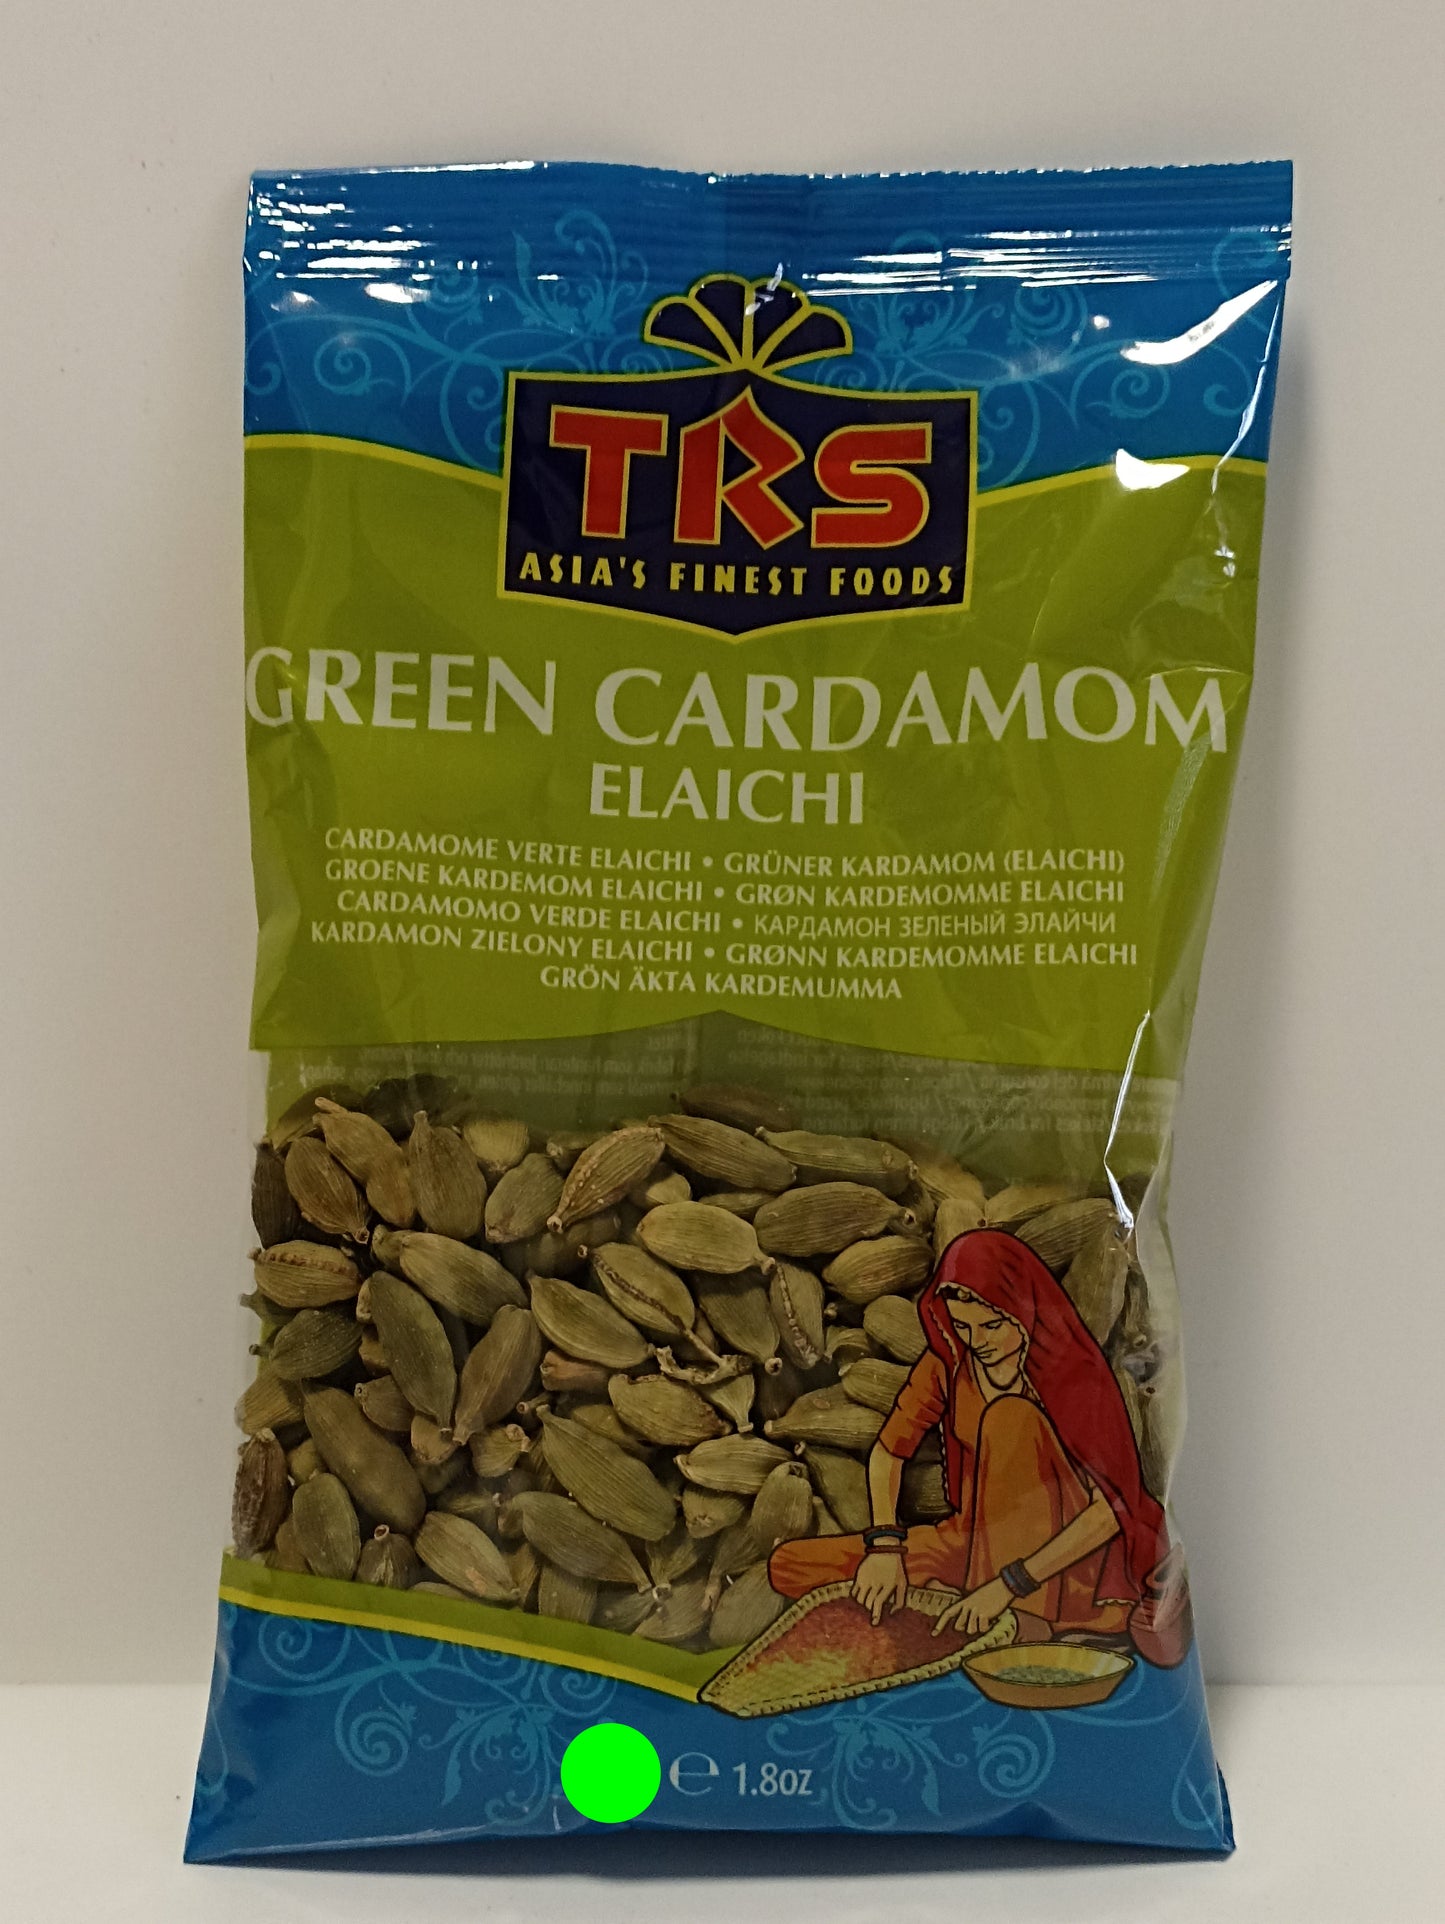 TRS
ASIA'S FINEST FOODS
GREEN CARDAMOM
ELAICHI
CARDAMOME VERTE ELAICHI • GRÜNER KARDAMOM (ELAICHI)
GROENE KARDEMOM ELAICHI • GRØN KARDEMOMME ELAICHI
CARDAMOMO VERDE ELAICHI • КАРДАМОН ЗЕЛЕНЫЙ ЭЛАЙЧИ
KARDAMON ZIELONY ELAICHI • GRØNN KARDEMOMME ELAICHI
GRÖN ÄKTA KARDEMUMMA
℮ 1.8oz